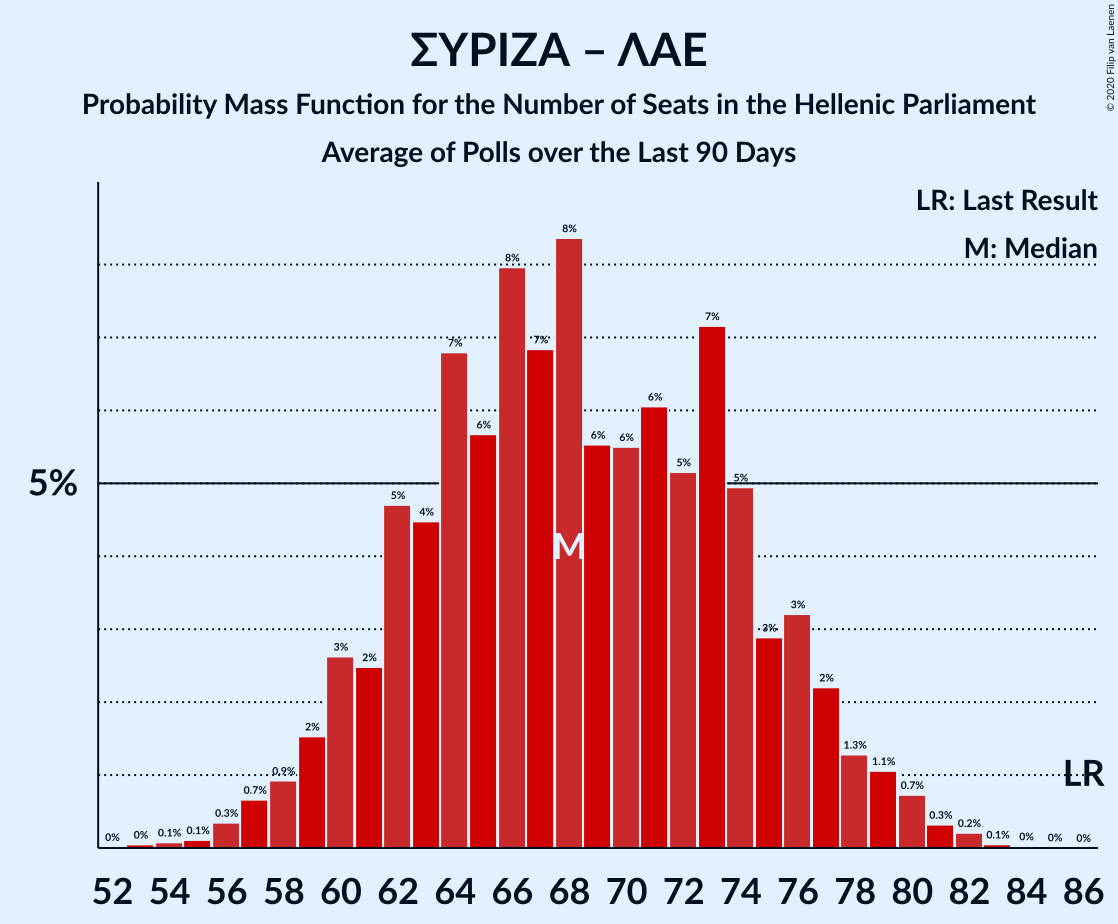 ΣΥΡΙΖΑ – ΛΑΕ
Probability Mass Function for the Number of Seats in the Hellenic Parliament
Average of Polls over the Last 90 Days
© 2020 Filip van Laenen
LR: Last Result
M: Median
5%
0% 0% 0.1% 0.1% 0.3% 0.7% 0.9% 2% 3% 2% 5% 4% 7% 6% 8% 7% 8% 6% 6% 6% 5% 7% 5% 3% 3% 2% 1.3% 1.1% 0.7% 0.3% 0.2% 0.1% 0% 0% 0%
M
LR
52 54 56 58 60 62 64 66 68 70 72 74 76 78 80 82 84 86